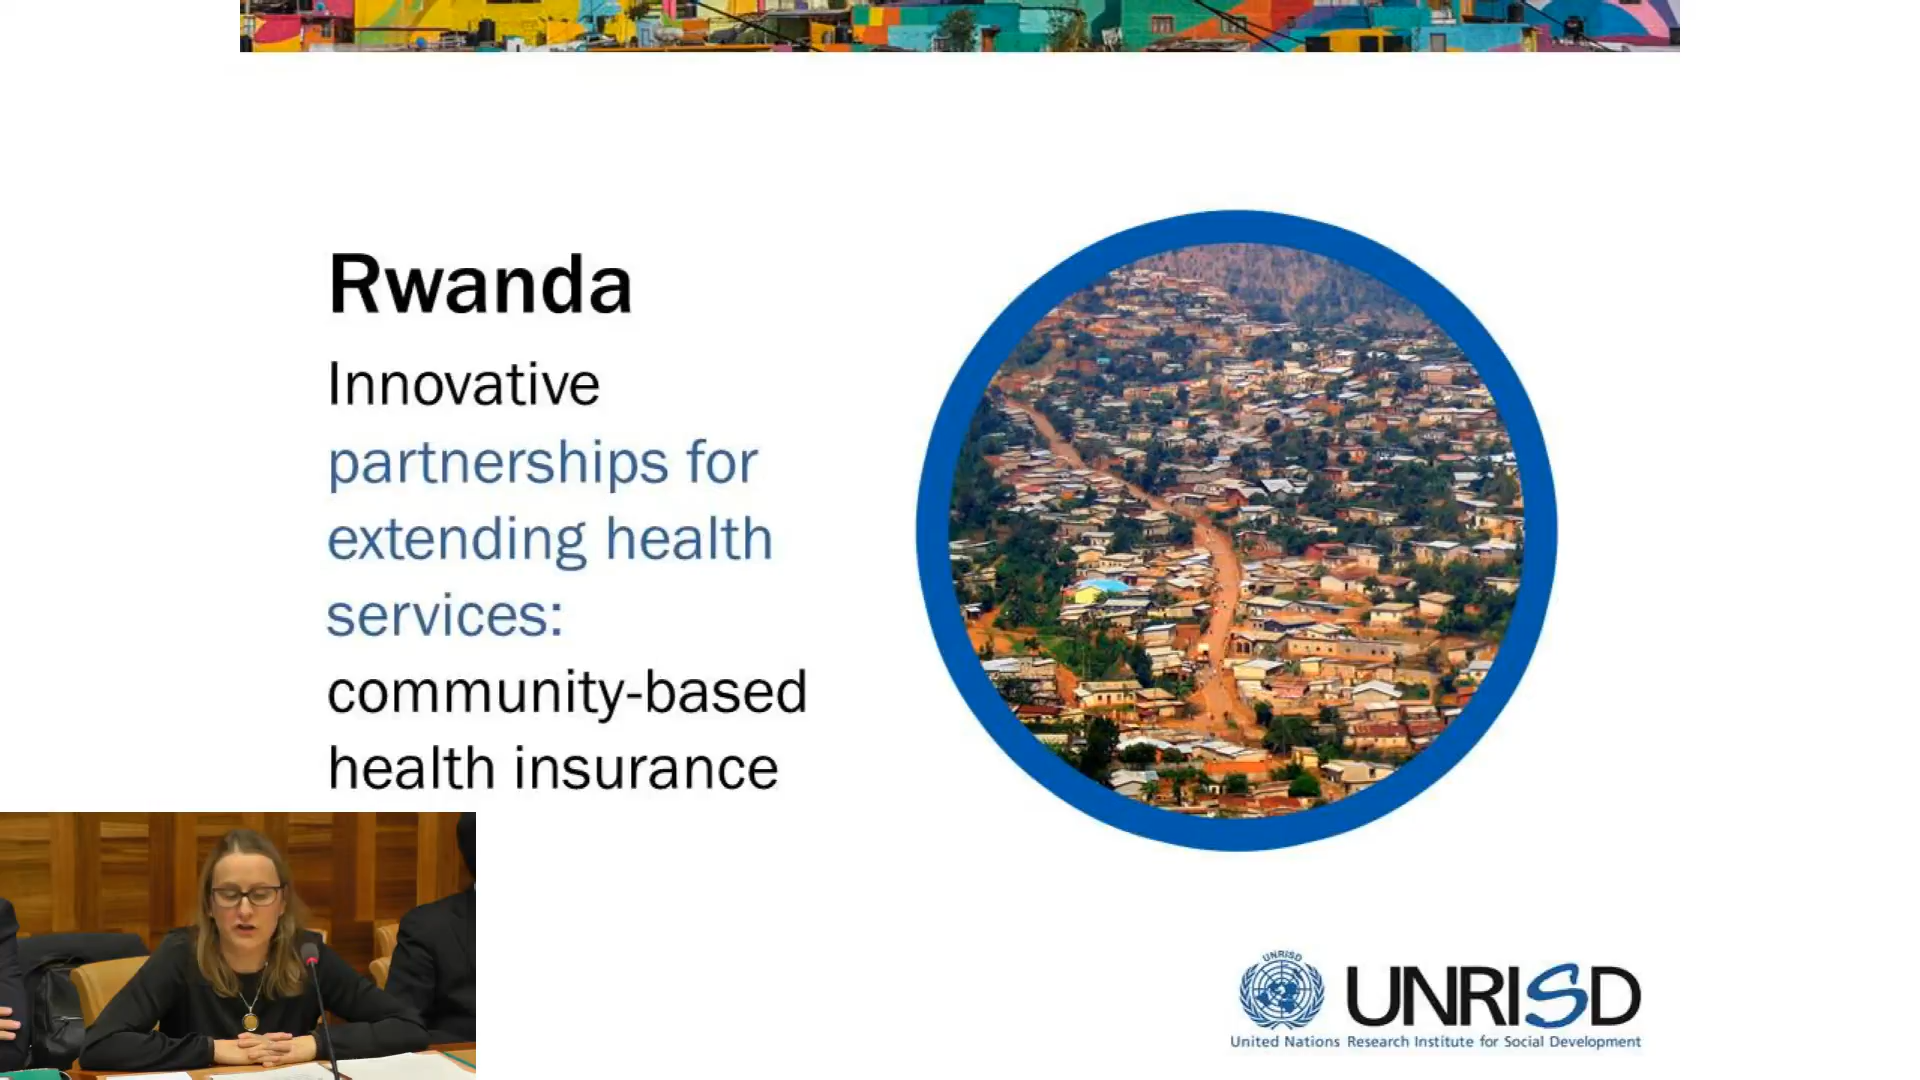 Rwanda
Innovative
partnerships for
extending health
services:
community-based
health insurance
UNRISD
UNRISD
United Nations Research Institute for Social Development